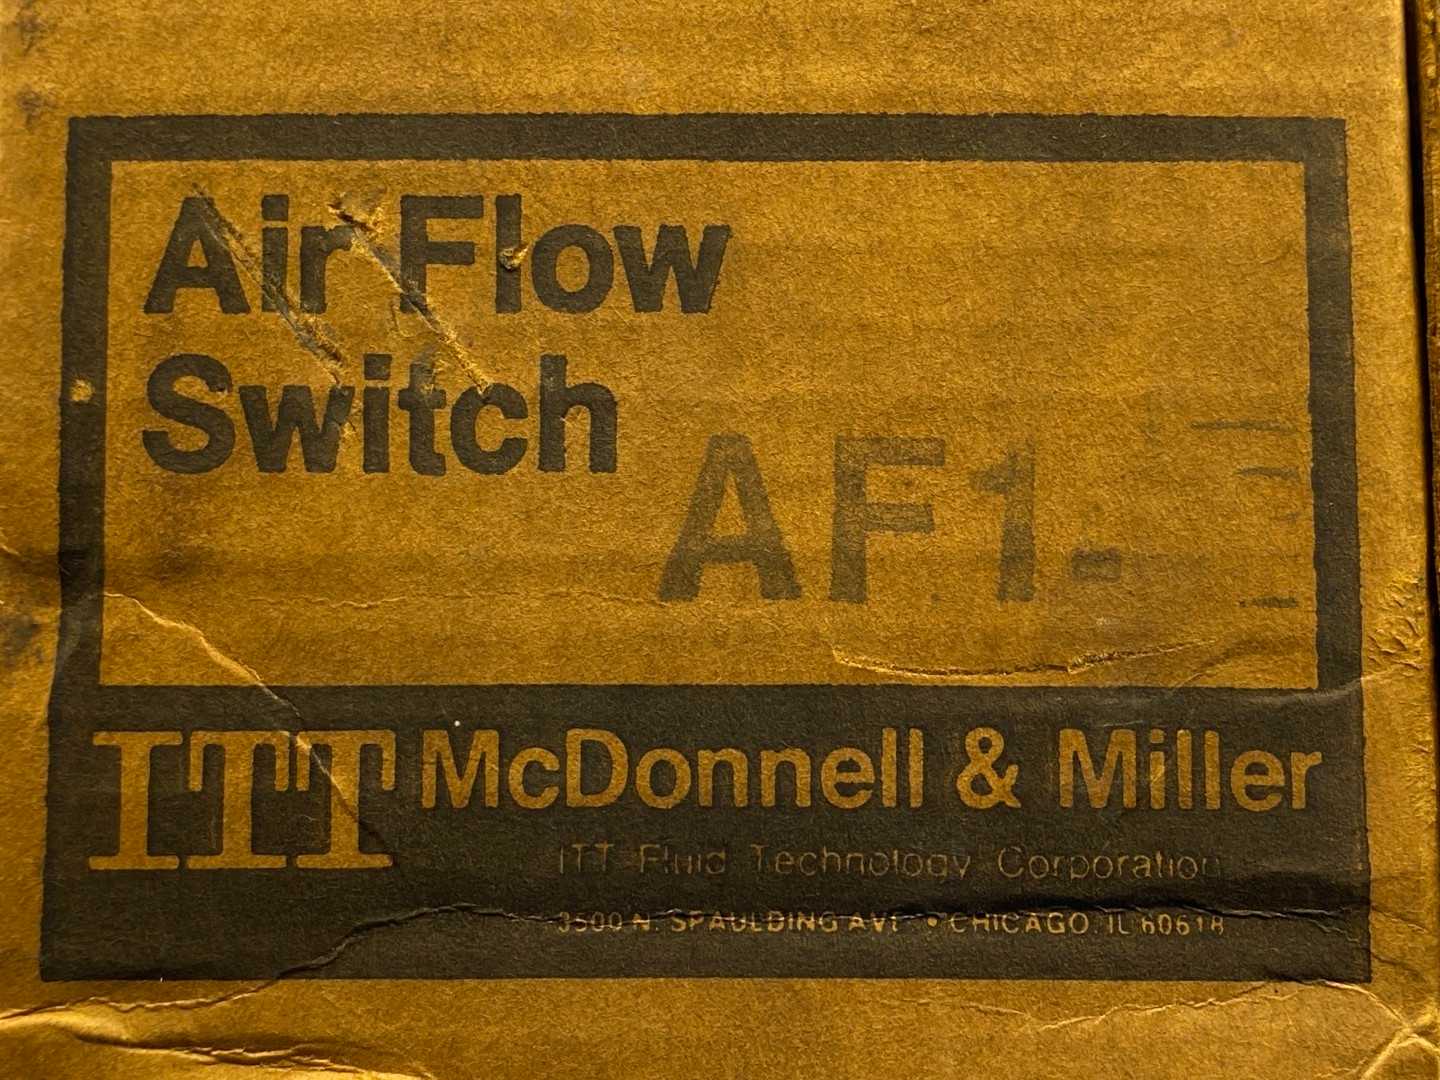 Air Flow
Switch
AF1-
ITT McDonnell & Miller
ITT Fluid Technology Corporation
3500 N. SPAULDING AVE • CHICAGO, IL 60618